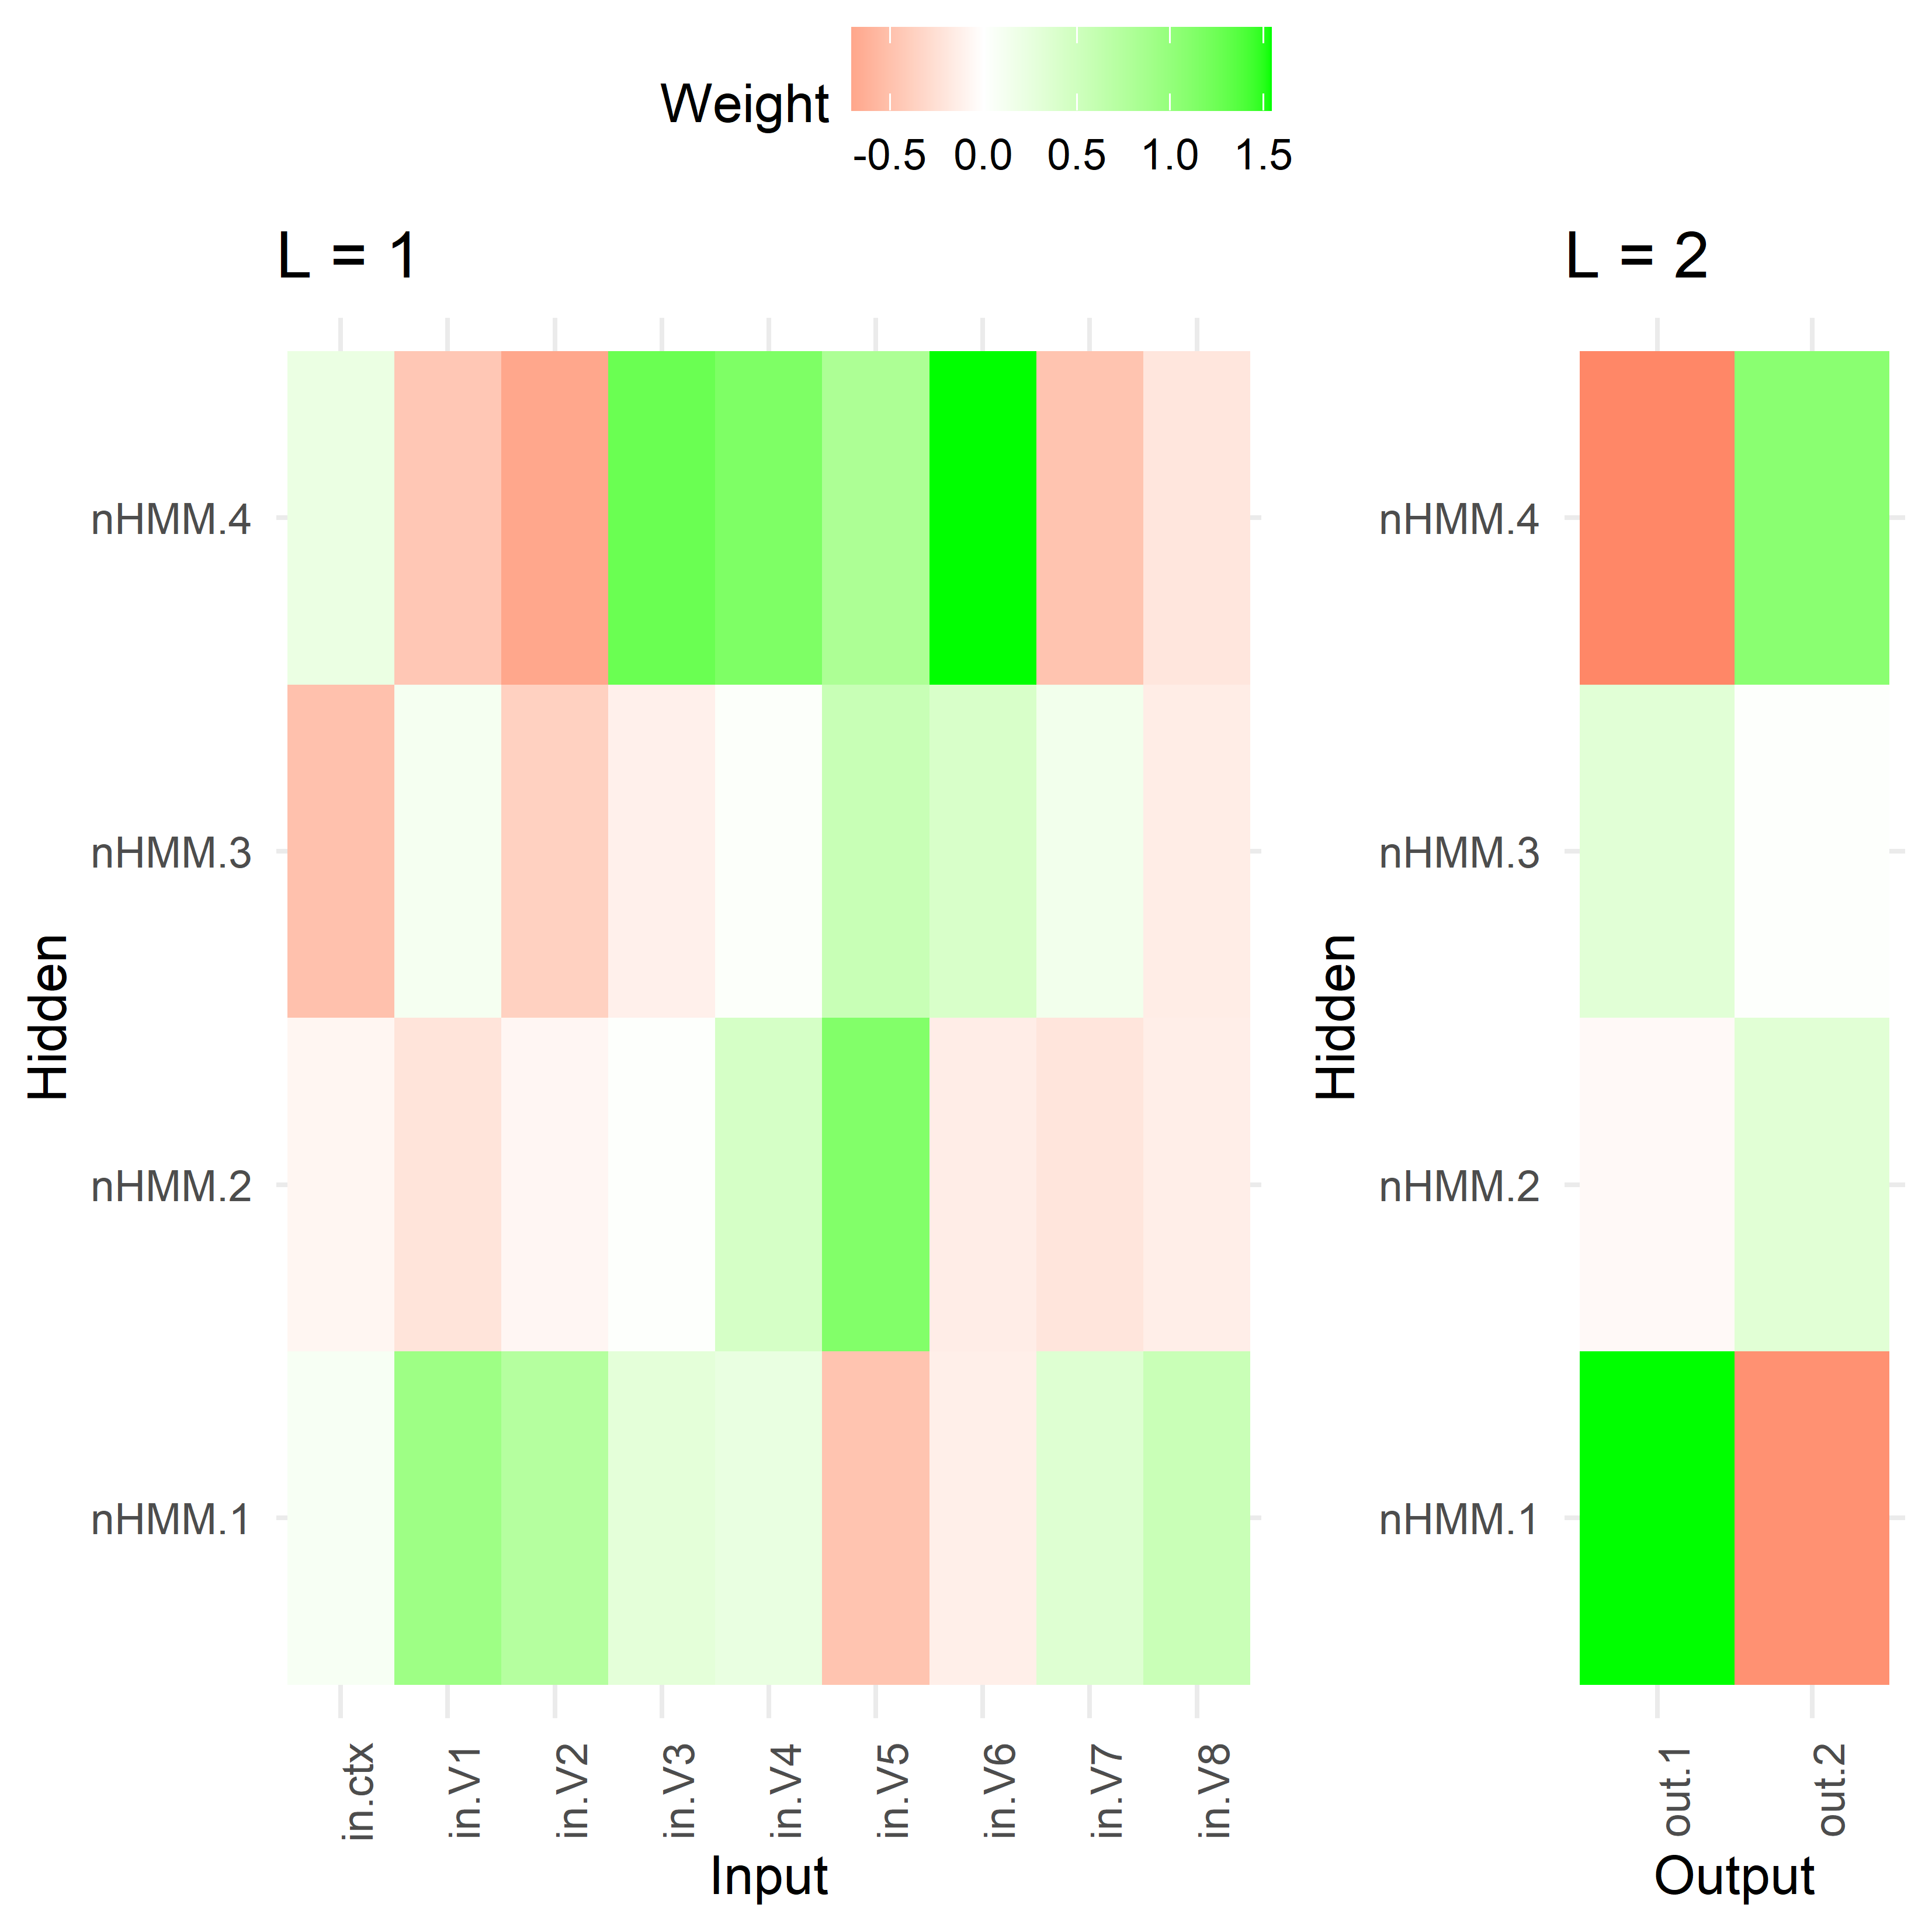 Weight
-0.5 0.0 0.5 1.0 1.5
L = 1
L = 2
Hidden
nHMM.4
nHMM.3
nHMM.2
nHMM.1
in.ctx in.V1 in.V2 in.V3 in.V4 in.V5 in.V6 in.V7 in.V8
Input
Hidden
nHMM.4
nHMM.3
nHMM.2
nHMM.1
out.1 out.2
Output